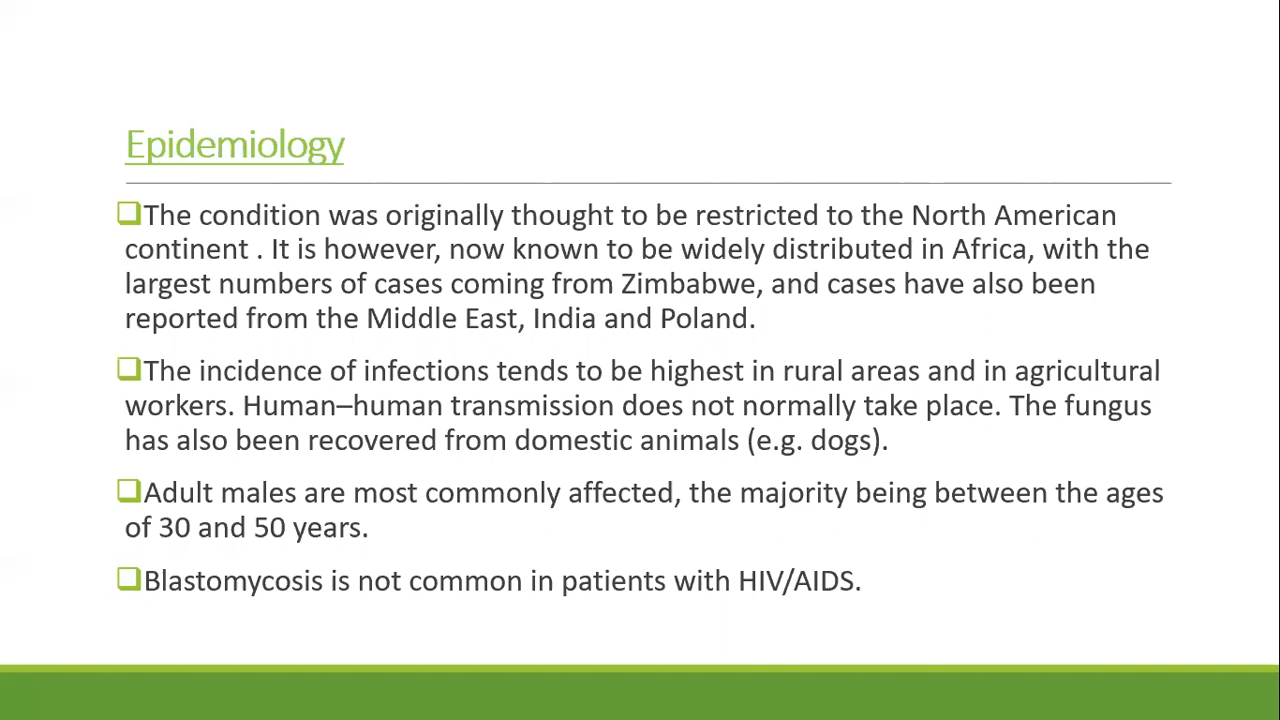 Epidemiology
❑The condition was originally thought to be restricted to the North American
continent . It is however, now known to be widely distributed in Africa, with the
largest numbers of cases coming from Zimbabwe, and cases have also been
reported from the Middle East, India and Poland.
❑The incidence of infections tends to be highest in rural areas and in agricultural
workers. Human–human transmission does not normally take place. The fungus
has also been recovered from domestic animals (e.g. dogs).
❑Adult males are most commonly affected, the majority being between the ages
of 30 and 50 years.
❑Blastomycosis is not common in patients with HIV/AIDS.